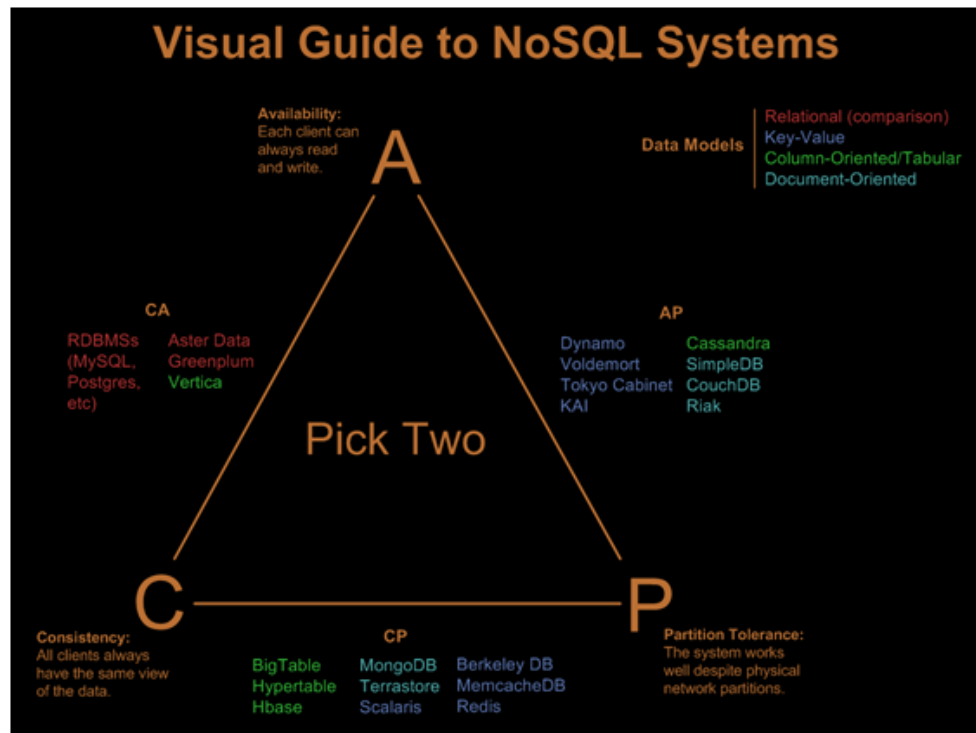 Visual Guide to NoSQL Systems
Availability:
Each client can
always read
and write.
A
Data Models
Relational (comparison)
Key-Value
Column-Oriented/Tabular
Document-Oriented
CA
RDBMSs
(MySQL,
Postgres,
etc)
Aster Data
Greenplum
Vertica
AP
Dynamo
Voldemort
Tokyo Cabinet
KAI
Cassandra
SimpleDB
CouchDB
Riak
Pick Two
C
P
Consistency:
All clients always
have the same view
of the data.
CP
BigTable
Hypertable
Hbase
MongoDB
Terrastore
Scalaris
Berkeley DB
MemcacheDB
Redis
Partition Tolerance:
The system works
well despite physical
network partitions.